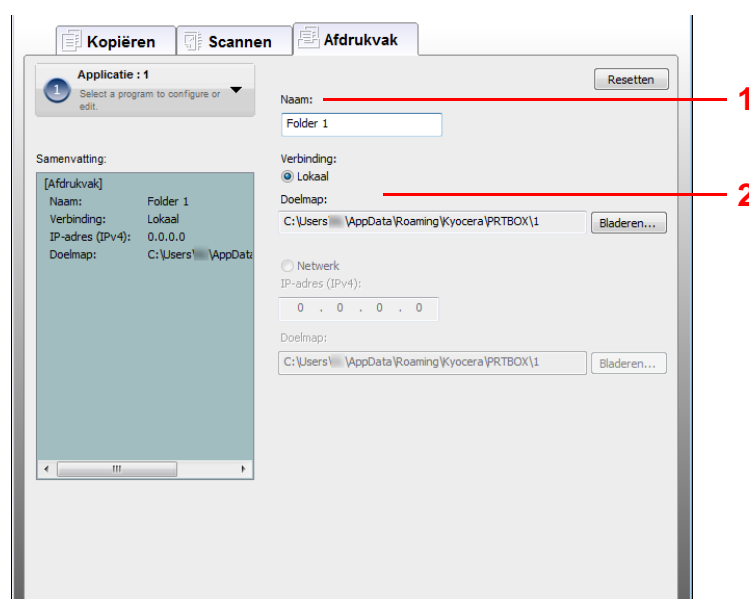 Kopiëren
Scannen
Afdrukvak
1
Applicatie : 1
Select a program to configure or
edit.
Resetten
Naam:
1
Folder 1
Samenvatting:
Verbinding:
Lokaal
Doelmap:
2
C:\Users \AppData\Roaming\Kyocera\PRTBOX\1
Bladeren...
[Afdrukvak]
Naam: Folder 1
Verbinding: Lokaal
IP-adres (IPv4): 0.0.0.0
Doelmap: C:\Users\ \AppData
Netwerk
IP-adres (IPv4):
0 . 0 . 0 . 0
Doelmap:
C:\Users\ \AppData\Roaming\Kyocera\PRTBOX\1
Bladeren...